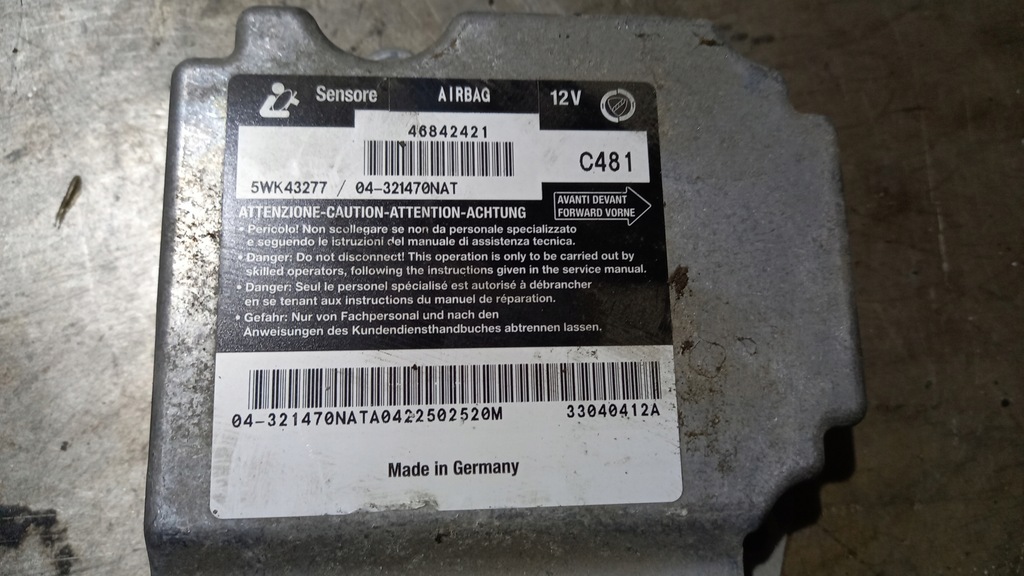 Sensore AIRBAG 12V
46842421
C481
5WK43277 / 04-321470NAT
AVANTI DEVANT
FORWARD VORNE
ATTENZIONE-CAUTION-ATTENTION-ACHTUNG
• Pericolo! Non scollegare se non da personale specializzato
e seguendo le istruzioni del manuale di assistenza tecnica.
• Danger: Do not disconnect! This operation is only to be carried out by
skilled operators, following the instructions given in the service manual.
• Danger: Seul le personel spécialisé est autorisé à débrancher
en se tenant aux instructions du manuel de réparation.
• Gefahr: Nur von Fachpersonal und nach den
Anweisungen des Kundendiensthandbuches abtrennen lassen.
04-321470NATA0422502520M 33040412A
Made in Germany